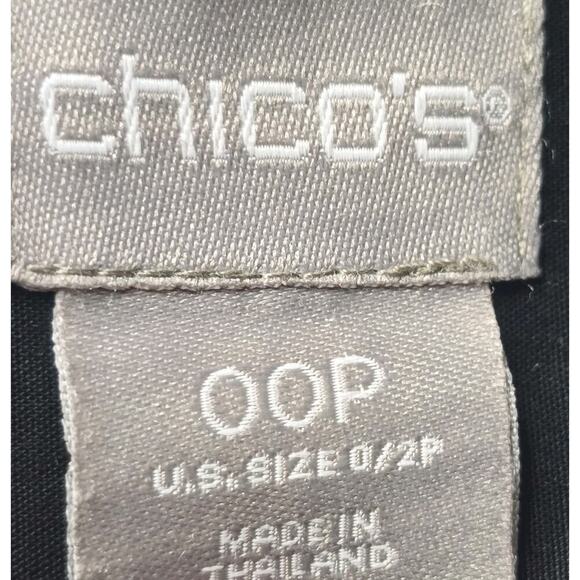 chico's®
OOP
U.S. SIZE 0/2P
MADE IN
THAILAND